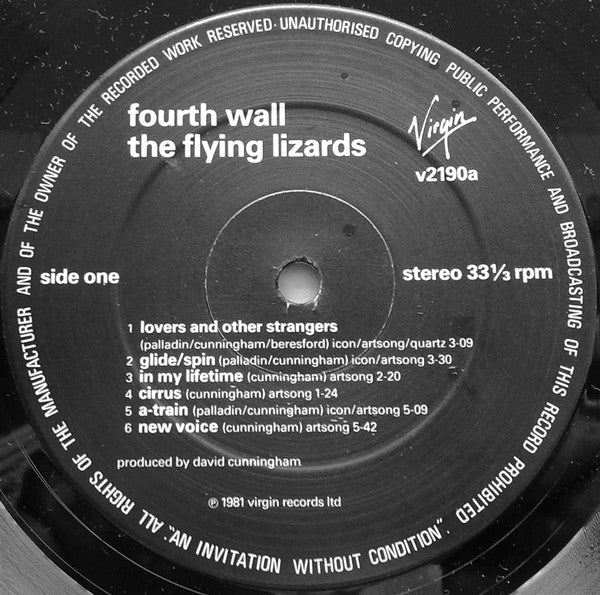 fourth wall
the flying lizards
Virgin
v2190a
side one
stereo 33⅓ rpm
1 lovers and other strangers
(palladin/cunningham/beresford) icon/artsong/quartz 3-09
2 glide/spin (palladin/cunningham) icon/artsong 3-30
3 in my lifetime (cunningham) artsong 2-20
4 cirrus (cunningham) artsong 1-24
5 a-train (palladin/cunningham) icon/artsong 5-09
6 new voice (cunningham) artsong 5-42
produced by david cunningham
℗ 1981 virgin records ltd
ALL RIGHTS OF THE MANUFACTURER AND OF THE OWNER OF THE RECORDED WORK RESERVED·UNAUTHORISED COPYING PUBLIC PERFORMANCE AND BROADCASTING OF THIS RECORD PROHIBITED "AN INVITATION WITHOUT CONDITION".